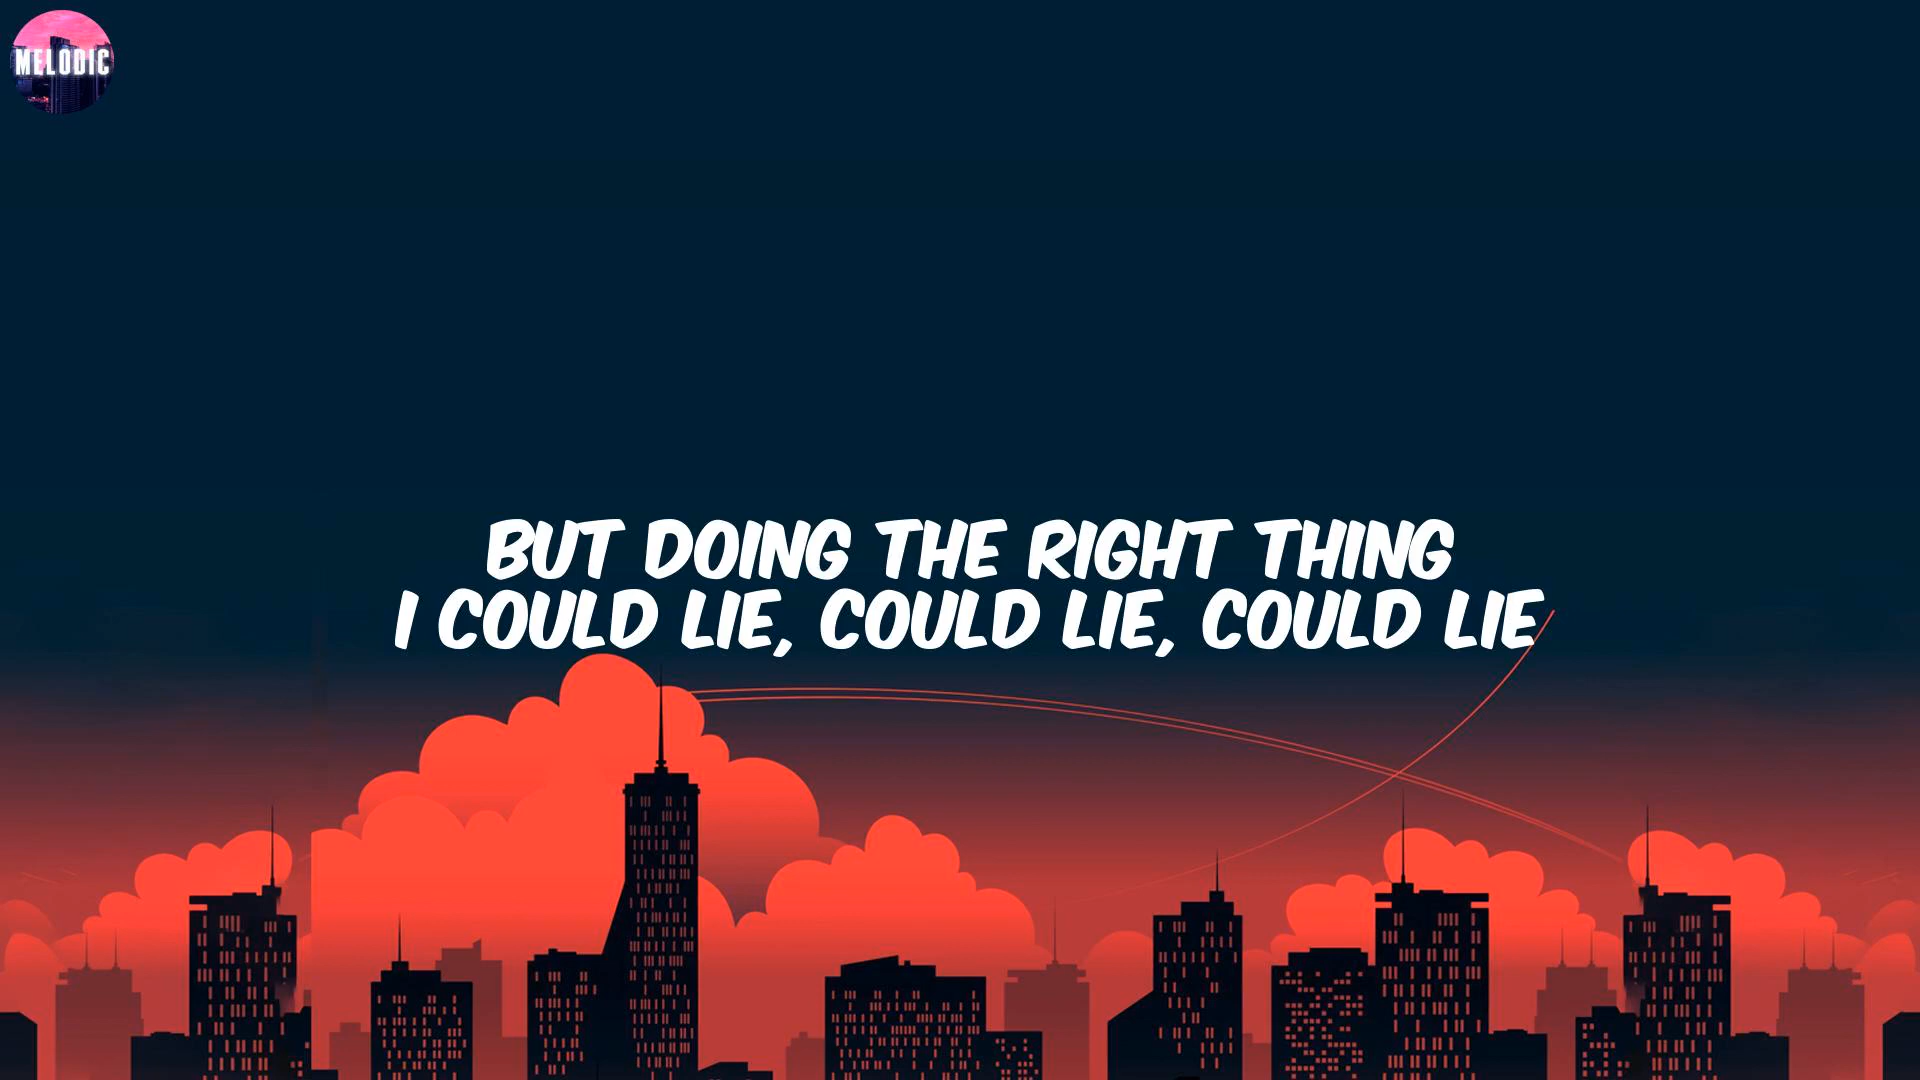 MELODIC
BUT DOING THE RIGHT THING
I COULD LIE, COULD LIE, COULD LIE